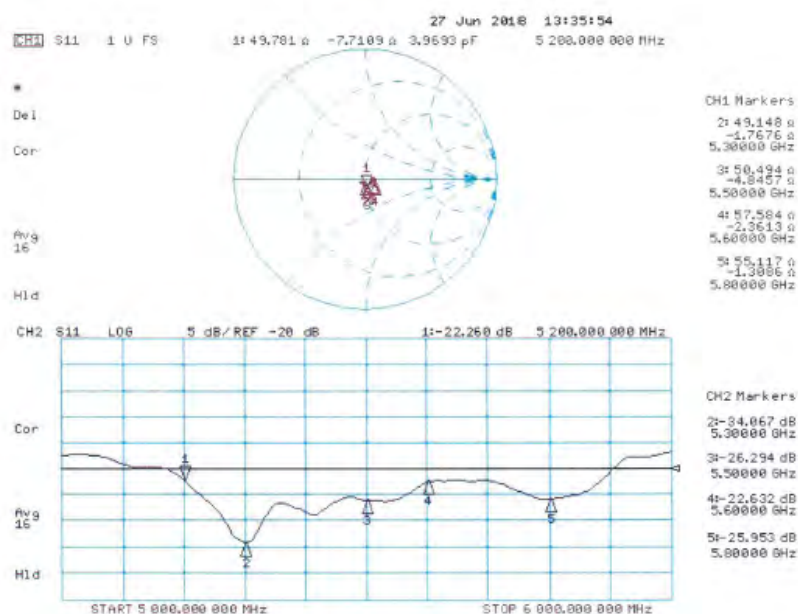 27 Jun 2018 13:35:54
CH1 S11 1 U FS 1: 49.781 Ω -7.7109 Ω 3.9693 pF 5 200.000 000 MHz
*
Del
Cor
Avg
16
Hld
CH1 Markers
2: 49.148 Ω
-1.7676 Ω
5.30000 GHz
3: 50.494 Ω
-4.8457 Ω
5.50000 GHz
4: 57.584 Ω
-2.3613 Ω
5.60000 GHz
5: 55.117 Ω
-1.3086 Ω
5.80000 GHz
1
CH2 S11 LOG 5 dB/REF -20 dB 1:-22.260 dB 5 200.000 000 MHz
Cor
Avg
16
Hld
CH2 Markers
2:-34.067 dB
5.30000 GHz
3:-26.294 dB
5.50000 GHz
4:-22.632 dB
5.60000 GHz
5:-25.953 dB
5.80000 GHz
1
2
3
4
5
START 5 000.000 000 MHz STOP 6 000.000 000 MHz